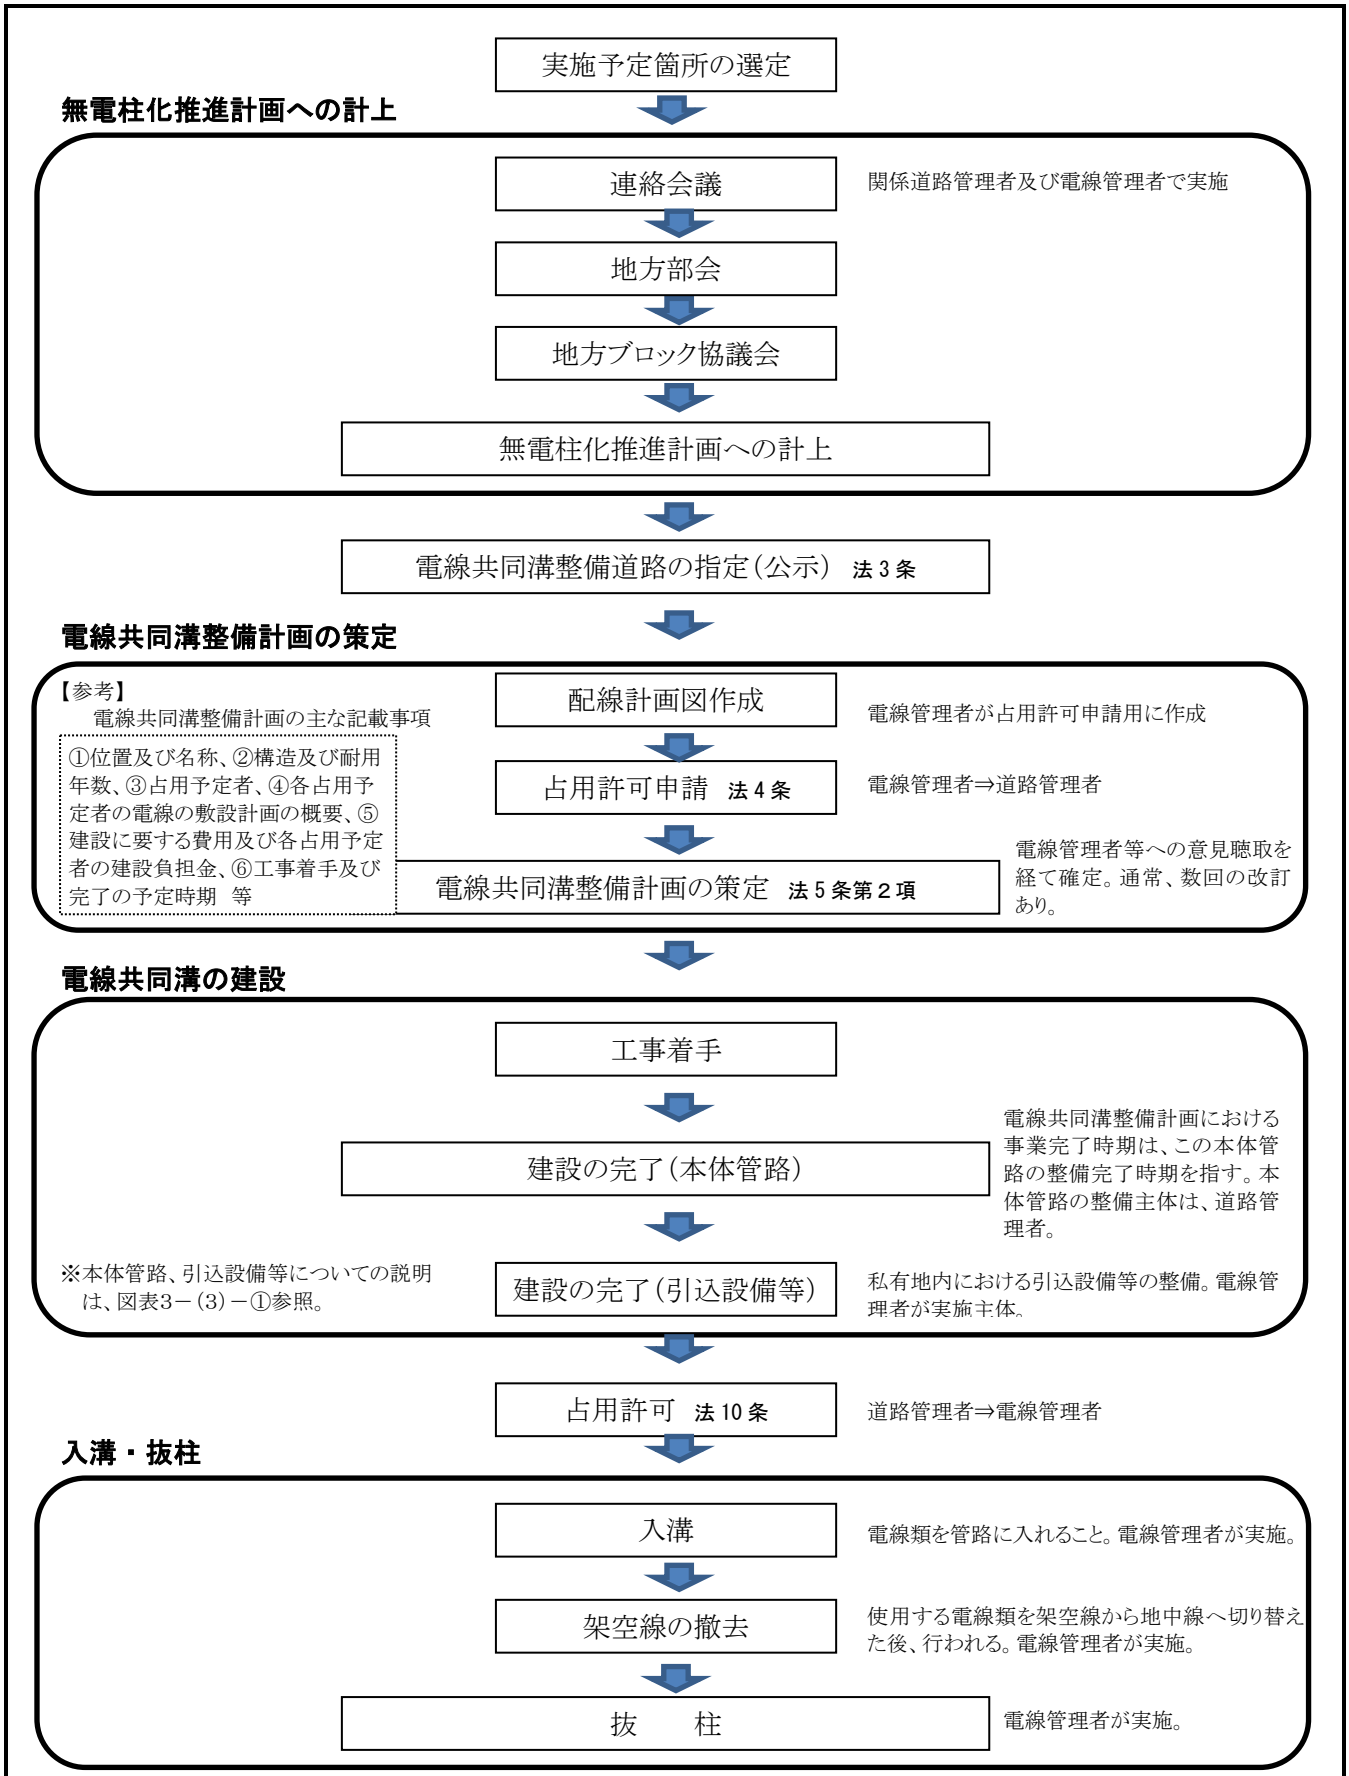 実施予定箇所の選定
無電柱化推進計画への計上
連絡会議
関係道路管理者及び電線管理者で実施
地方部会
地方ブロック協議会
無電柱化推進計画への計上
電線共同溝整備道路の指定(公示) 法3条
電線共同溝整備計画の策定
【参考】
電線共同溝整備計画の主な記載事項
①位置及び名称、②構造及び耐用
年数、③占用予定者、④各占用予
定者の電線の敷設計画の概要、⑤
建設に要する費用及び各占用予定
者の建設負担金、⑥工事着手及び
完了の予定時期 等
配線計画図作成
電線管理者が占用許可申請用に作成
占用許可申請 法4条
電線管理者⇒道路管理者
電線共同溝整備計画の策定 法5条第2項
電線管理者等への意見聴取を
経て確定。通常、数回の改訂
あり。
電線共同溝の建設
工事着手
建設の完了(本体管路)
電線共同溝整備計画における
事業完了時期は、この本体管
路の整備完了時期を指す。本
体管路の整備主体は、道路管
理者。
※本体管路、引込設備等についての説明
は、図表3-(3)-①参照。
建設の完了(引込設備等)
私有地内における引込設備等の整備。電線管
理者が実施主体。
占用許可 法10条
道路管理者⇒電線管理者
入溝・抜柱
入溝
電線類を管路に入れること。電線管理者が実施。
架空線の撤去
使用する電線類を架空線から地中線へ切り替え
た後、行われる。電線管理者が実施。
抜 柱
電線管理者が実施。